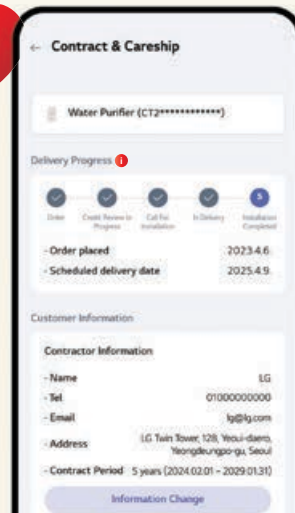 ← Contract & Careship
Water Purifier (CT2************)
Delivery Progress i
5
Order
Credit Review in Progress
Call for Installation
In Delivery
Installation Completed
- Order placed 2023.4.6.
- Scheduled delivery date 2025.4.9.
Customer Information
Contractor Information
- Name LG
- Tel 01000000000
- Email lg@lg.com
- Address LG Twin Tower, 128, Yeoui-daero,
Yeongdeungpo-gu, Seoul
- Contract Period 5 years (2024.02.01 ~ 2029.01.31)
Information Change